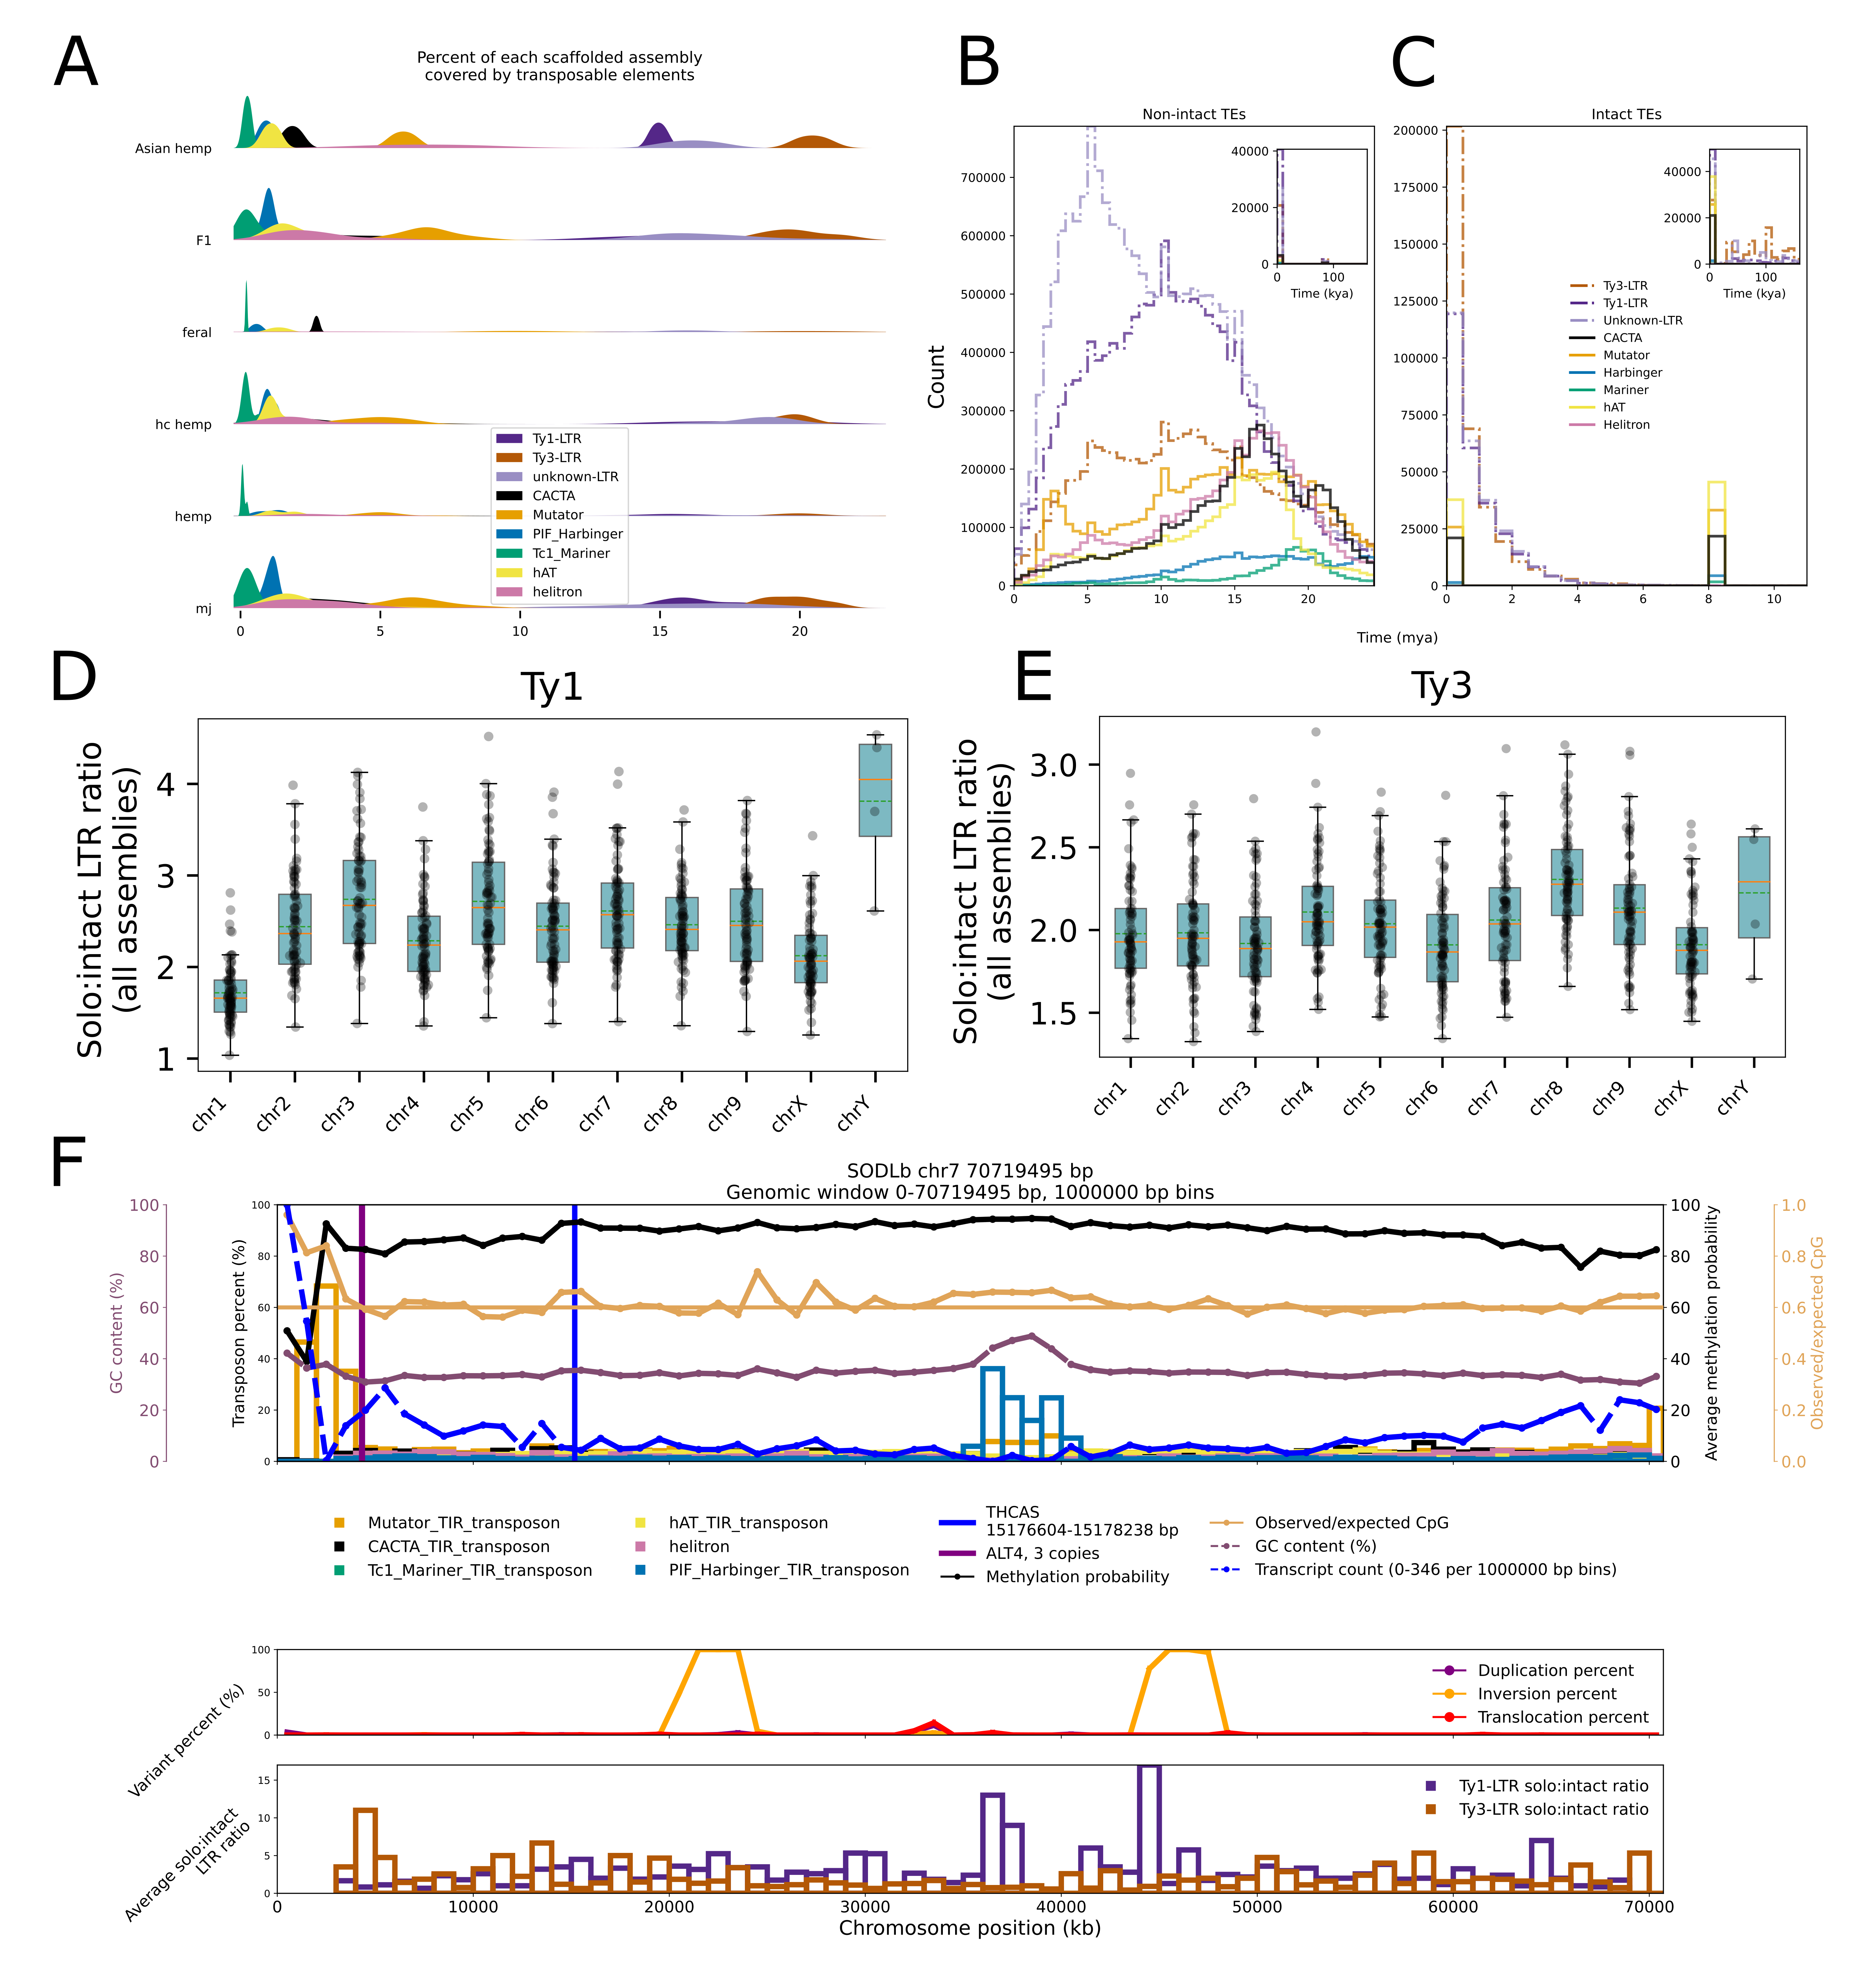 A
Percent of each scaffolded assembly
covered by transposable elements
Asian hemp
F1
feral
hc hemp
hemp
mj
Ty1-LTR
Ty3-LTR
unknown-LTR
CACTA
Mutator
PIF_Harbinger
Tc1_Mariner
hAT
helitron
0 5 10 15 20
B
Non-intact TEs
Count
700000
600000
500000
400000
300000
200000
100000
0
0 5 10 15 20
40000
20000
0
0 100
Time (kya)
C
Intact TEs
200000
175000
150000
125000
100000
75000
50000
25000
0
0 2 4 6 8 10
40000
20000
0
0 100
Time (kya)
Ty3-LTR
Ty1-LTR
Unknown-LTR
CACTA
Mutator
Harbinger
Mariner
hAT
Helitron
Time (mya)
D
Ty1
Solo:intact LTR ratio
(all assemblies)
4
3
2
1
chr1 chr2 chr3 chr4 chr5 chr6 chr7 chr8 chr9 chrX chrY
E
Ty3
Solo:intact LTR ratio
(all assemblies)
3.0
2.5
2.0
1.5
chr1 chr2 chr3 chr4 chr5 chr6 chr7 chr8 chr9 chrX chrY
F
SODLb chr7 70719495 bp
Genomic window 0-70719495 bp, 1000000 bp bins
GC content (%)
100
80
60
40
20
0
Transposon percent (%)
100
80
60
40
20
0
100
80
60
40
20
0
Average methylation probability
1.0
0.8
0.6
0.4
0.2
0.0
Observed/expected CpG
Mutator_TIR_transposon
CACTA_TIR_transposon
Tc1_Mariner_TIR_transposon
hAT_TIR_transposon
helitron
PIF_Harbinger_TIR_transposon
THCAS
15176604-15178238 bp
ALT4, 3 copies
Methylation probability
Observed/expected CpG
GC content (%)
Transcript count (0-346 per 1000000 bp bins)
Variant percent (%)
100
50
0
Duplication percent
Inversion percent
Translocation percent
Average solo:intact
LTR ratio
15
10
5
0
Ty1-LTR solo:intact ratio
Ty3-LTR solo:intact ratio
0 10000 20000 30000 40000 50000 60000 70000
Chromosome position (kb)